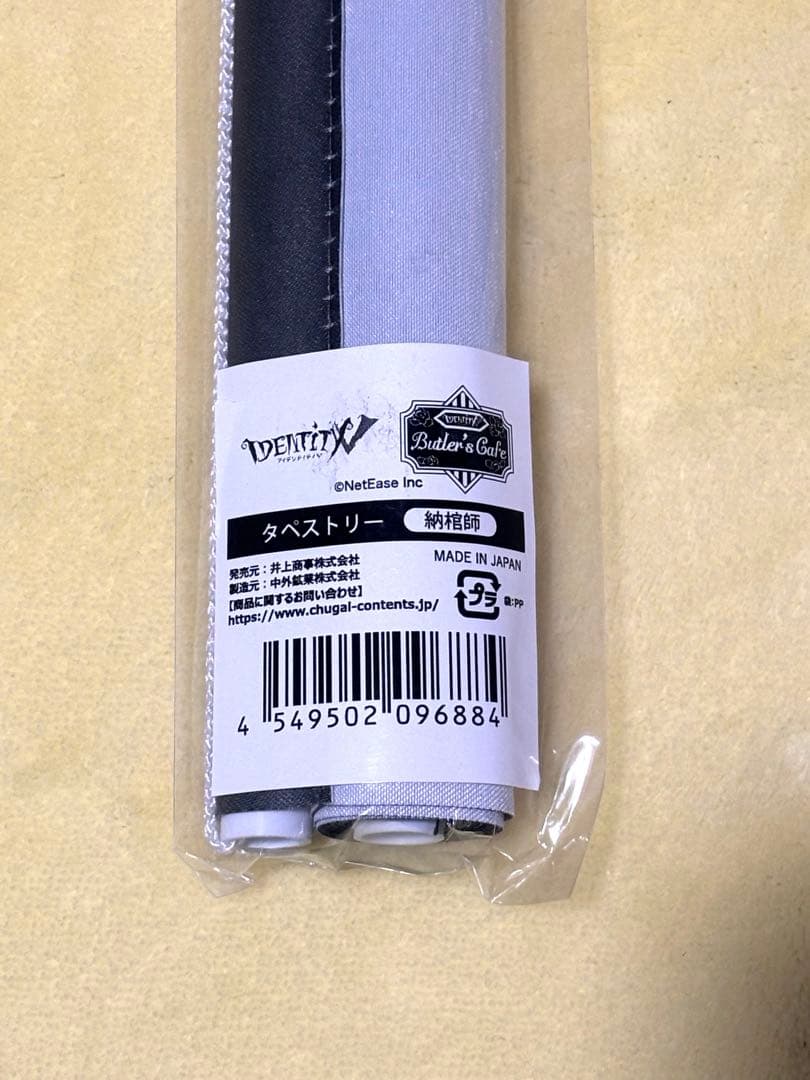 IDENTITY V
アイデンティティV
IDENTITY V
Butler's Cafe
©NetEase Inc
タペストリー 納棺師
MADE IN JAPAN
発売元：井上商事株式会社
製造元：中外鉱業株式会社
【商品に関するお問い合わせ】
https://www.chugai-contents.jp/
プラ 袋:PP
4 549502 096884